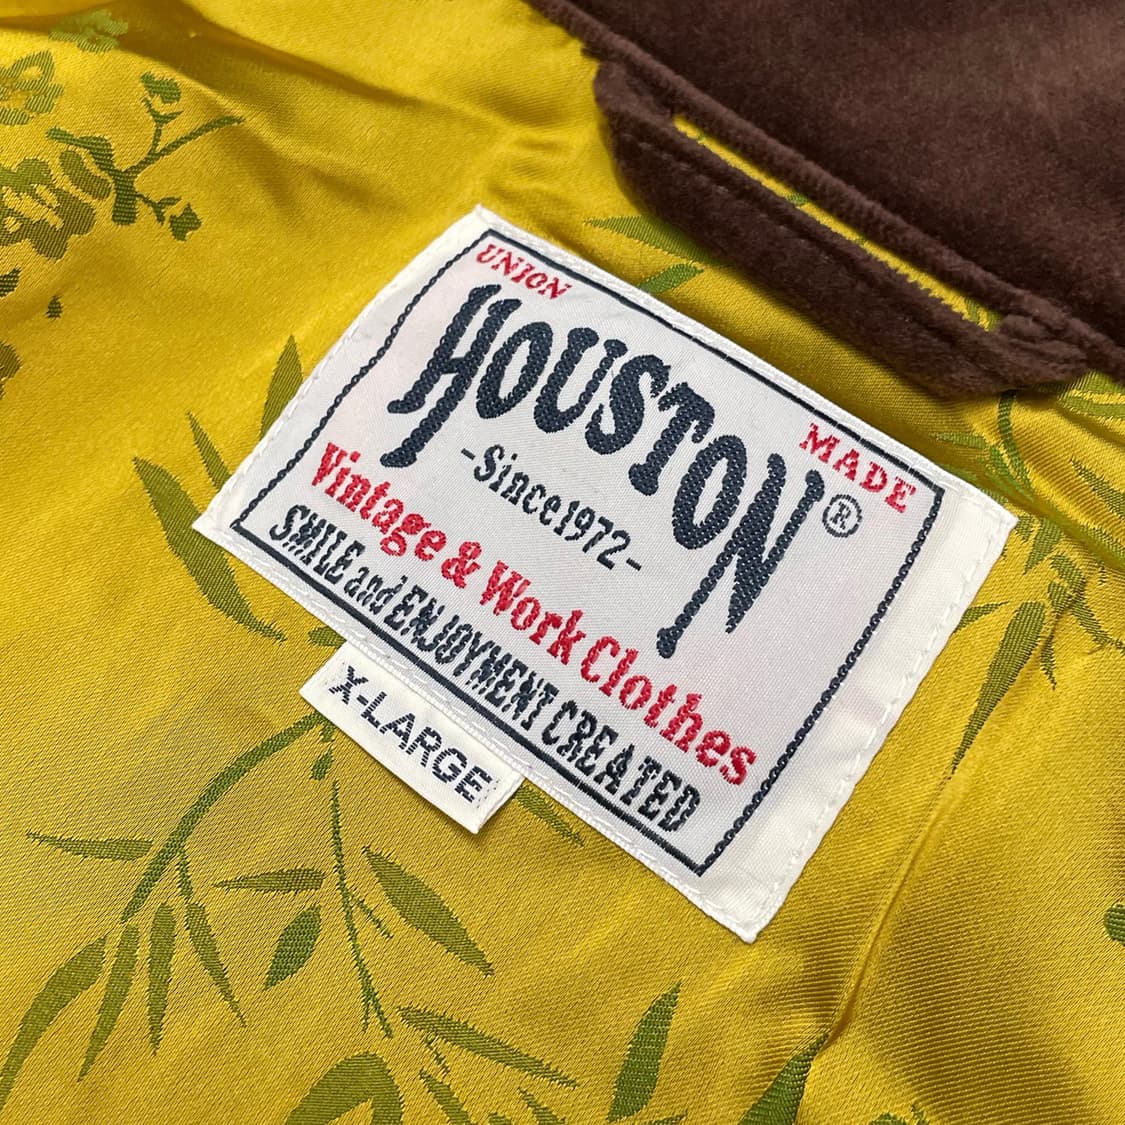 UNION MADE
HOUSTON®
-Since1972-
Vintage & Work Clothes
SMILE and ENJOYMENT CREATED
X-LARGE